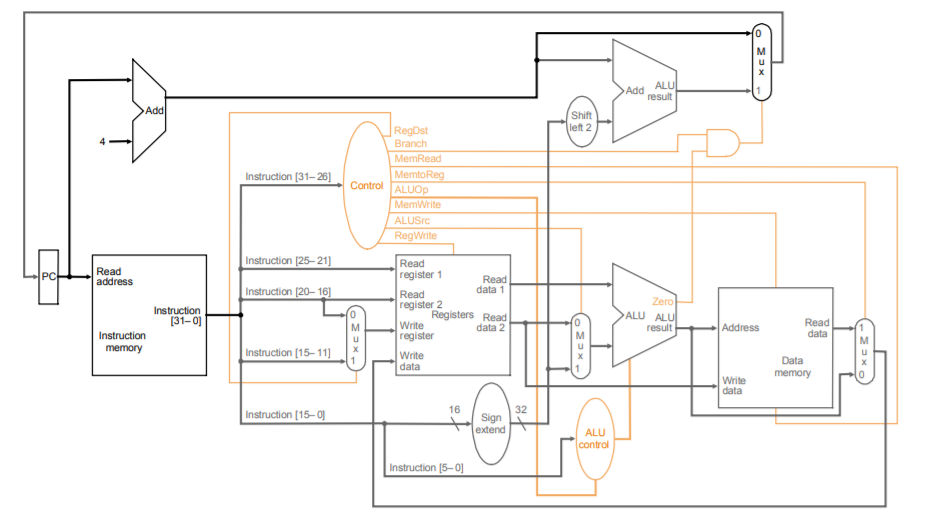 0
M
u
x
1
Add
ALU
result
Add
4
Shift
left 2
RegDst
Branch
MemRead
MemtoReg
ALUOp
MemWrite
ALUSrc
RegWrite
Control
Instruction [31–26]
Instruction [25–21]
Instruction [20–16]
Instruction [15–11]
Instruction [15–0]
Instruction [5–0]
PC
Read
address
Instruction
[31–0]
Instruction
memory
0
M
u
x
1
Read
register 1
Read
register 2
Write
register
Write
data
Registers
Read
data 1
Read
data 2
0
M
u
x
1
Zero
ALU
ALU
result
Address
Write
data
Read
data
Data
memory
1
M
u
x
0
16
Sign
extend
32
ALU
control